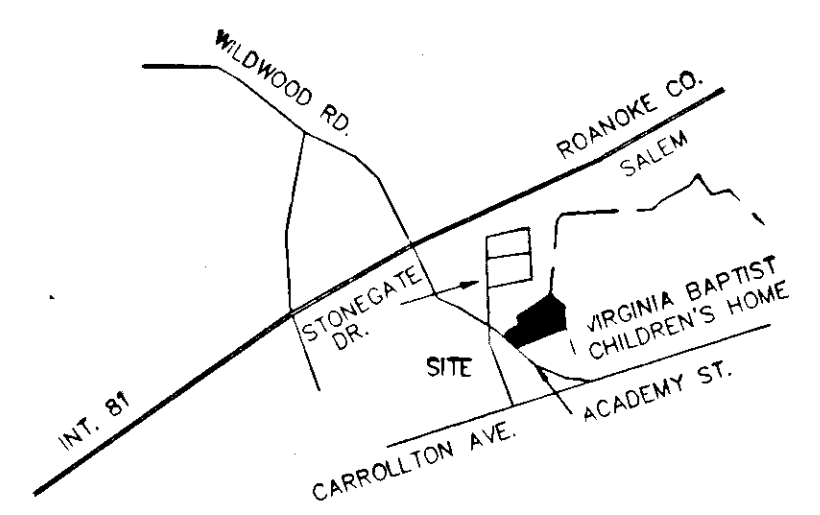 WILDWOOD RD.
ROANOKE CO.
SALEM
STONEGATE
DR.
VIRGINIA BAPTIST
CHILDREN'S HOME
SITE
INT. 81
ACADEMY ST.
CARROLLTON AVE.